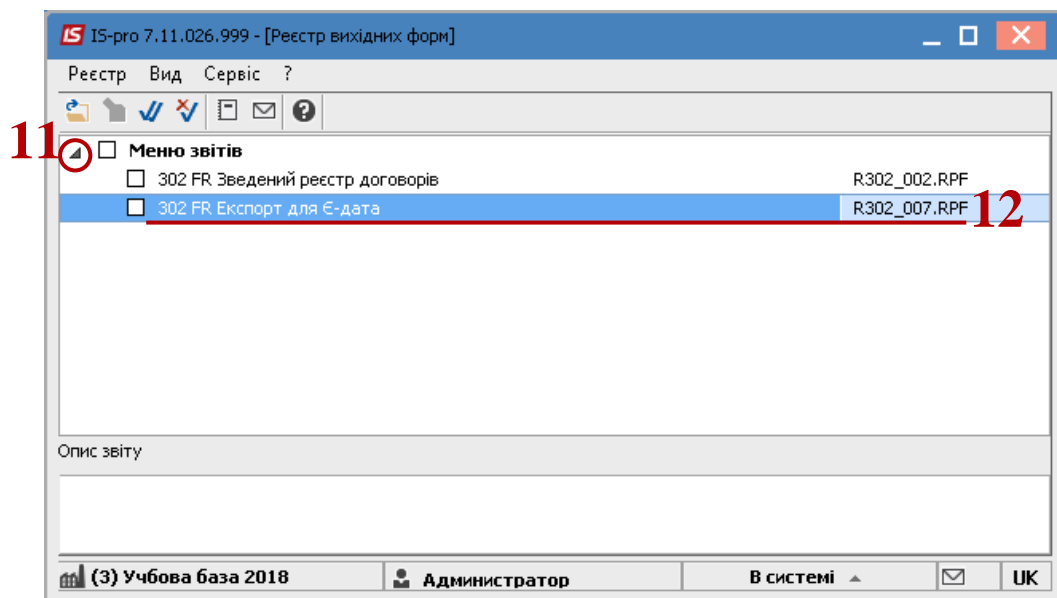 IS IS-pro 7.11.026.999 - [Реєстр вихідних форм]
Реєстр Вид Сервіс ?
11
Меню звітів
302 FR Зведений реєстр договорів R302_002.RPF
302 FR Експорт для Є-дата R302_007.RPF 12
Опис звіту
(3) Учбова база 2018 Администратор В системі UK